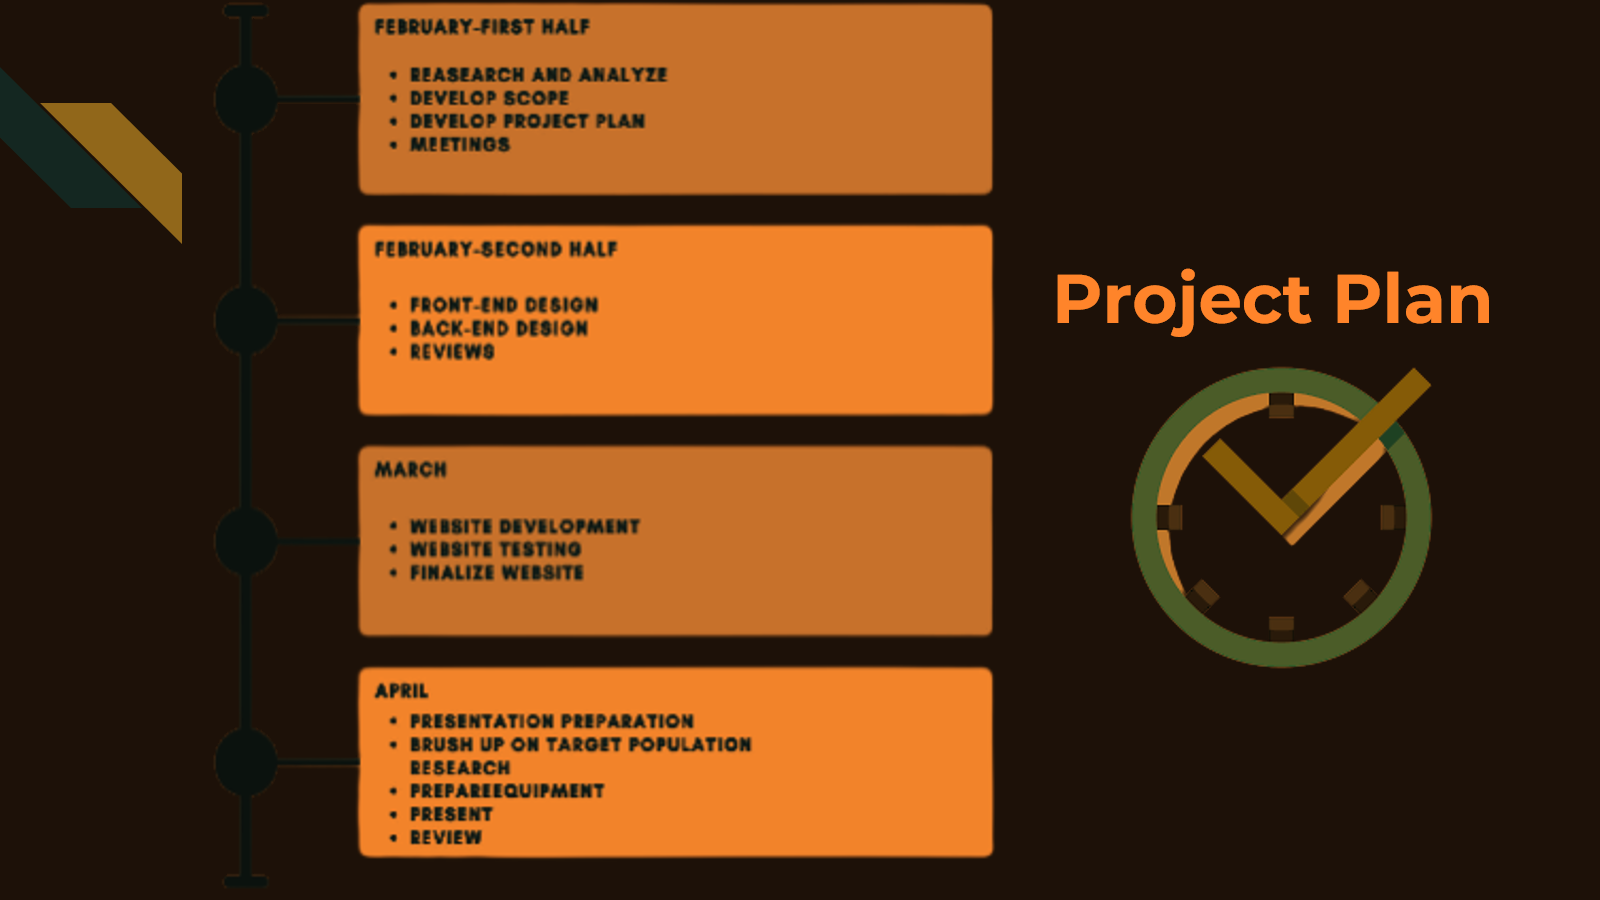 FEBRUARY-FIRST HALF
• REASEARCH AND ANALYZE
• DEVELOP SCOPE
• DEVELOP PROJECT PLAN
• MEETINGS
FEBRUARY-SECOND HALF
• FRONT-END DESIGN
• BACK-END DESIGN
• REVIEWS
MARCH
• WEBSITE DEVELOPMENT
• WEBSITE TESTING
• FINALIZE WEBSITE
APRIL
• PRESENTATION PREPARATION
• BRUSH UP ON TARGET POPULATION
RESEARCH
• PREPAREEQUIPMENT
• PRESENT
• REVIEW
Project Plan